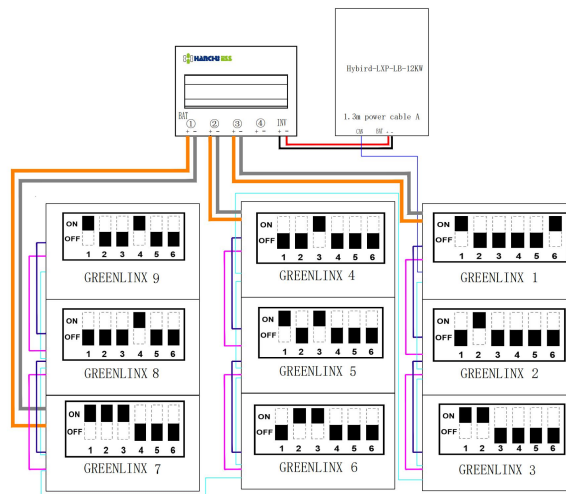 HANCHU ESS
BAT
① ② ③ ④ INV
+ - + - + - + - + -
Hybird-LXP-LB-12KW
1.3m power cable A
CAN BAT + -
ON
OFF
1 2 3 4 5 6
GREENLINX 9
ON
OFF
1 2 3 4 5 6
GREENLINX 4
ON
OFF
1 2 3 4 5 6
GREENLINX 1
ON
OFF
1 2 3 4 5 6
GREENLINX 8
ON
OFF
1 2 3 4 5 6
GREENLINX 5
ON
OFF
1 2 3 4 5 6
GREENLINX 2
ON
OFF
1 2 3 4 5 6
GREENLINX 7
ON
OFF
1 2 3 4 5 6
GREENLINX 6
ON
OFF
1 2 3 4 5 6
GREENLINX 3